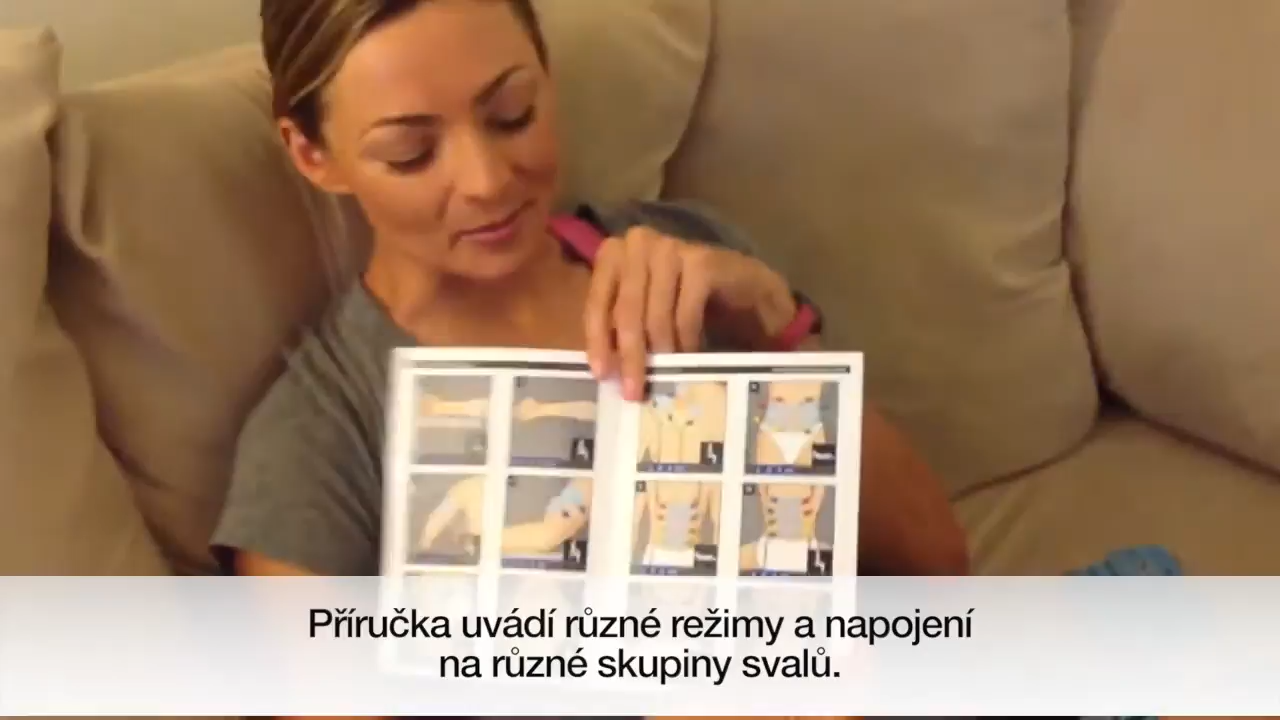 Příručka uvádí různé režimy a napojení
na různé skupiny svalů.